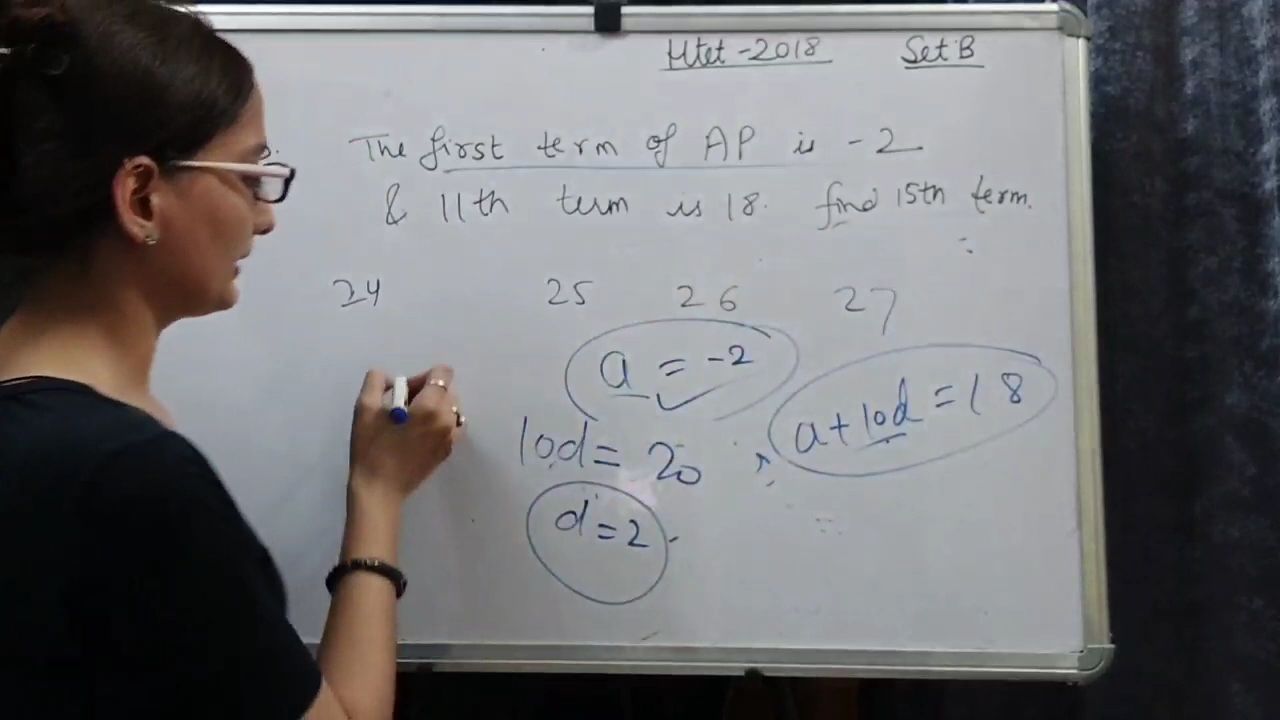 Htet-2018 Set B
The first term of AP is -2
& 11th term is 18. find 15th term.
24 25 26 27
a = -2
a + 10d = 18
10d = 20
d = 2